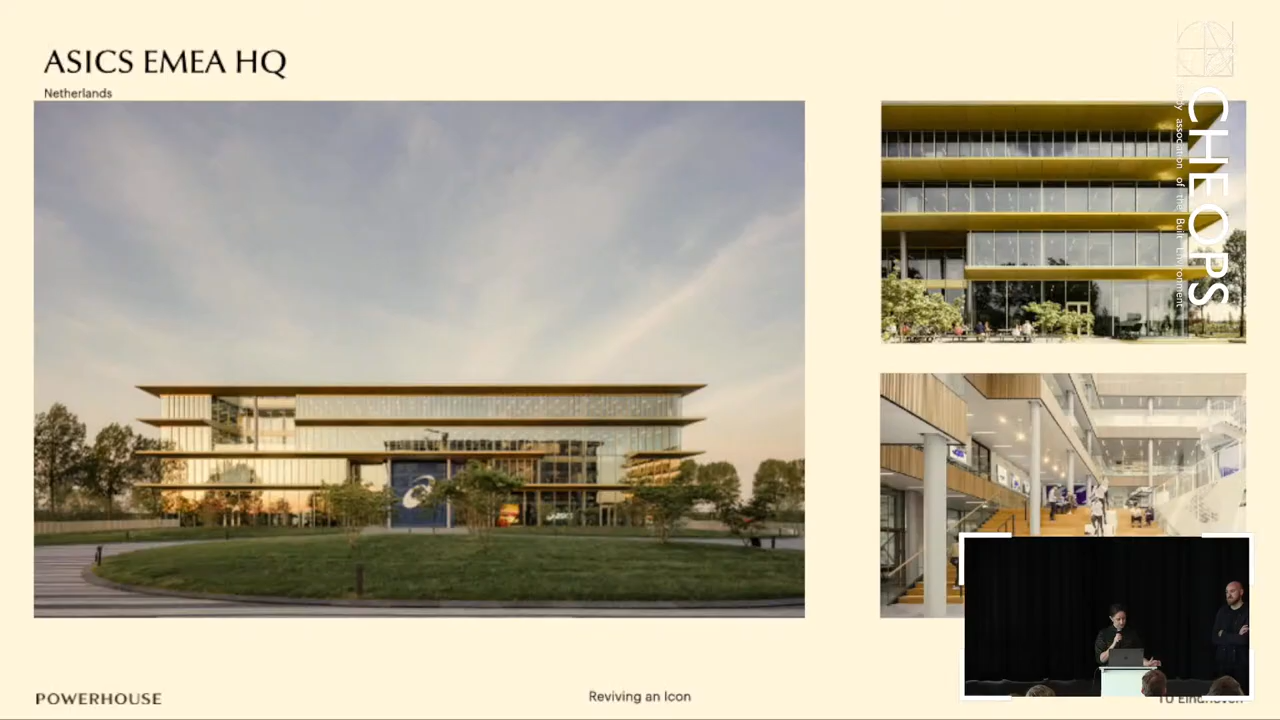 ASICS EMEA HQ
Netherlands
CHEOPS
association of the Built Environment
POWERHOUSE
Reviving an Icon
TU Eindhoven